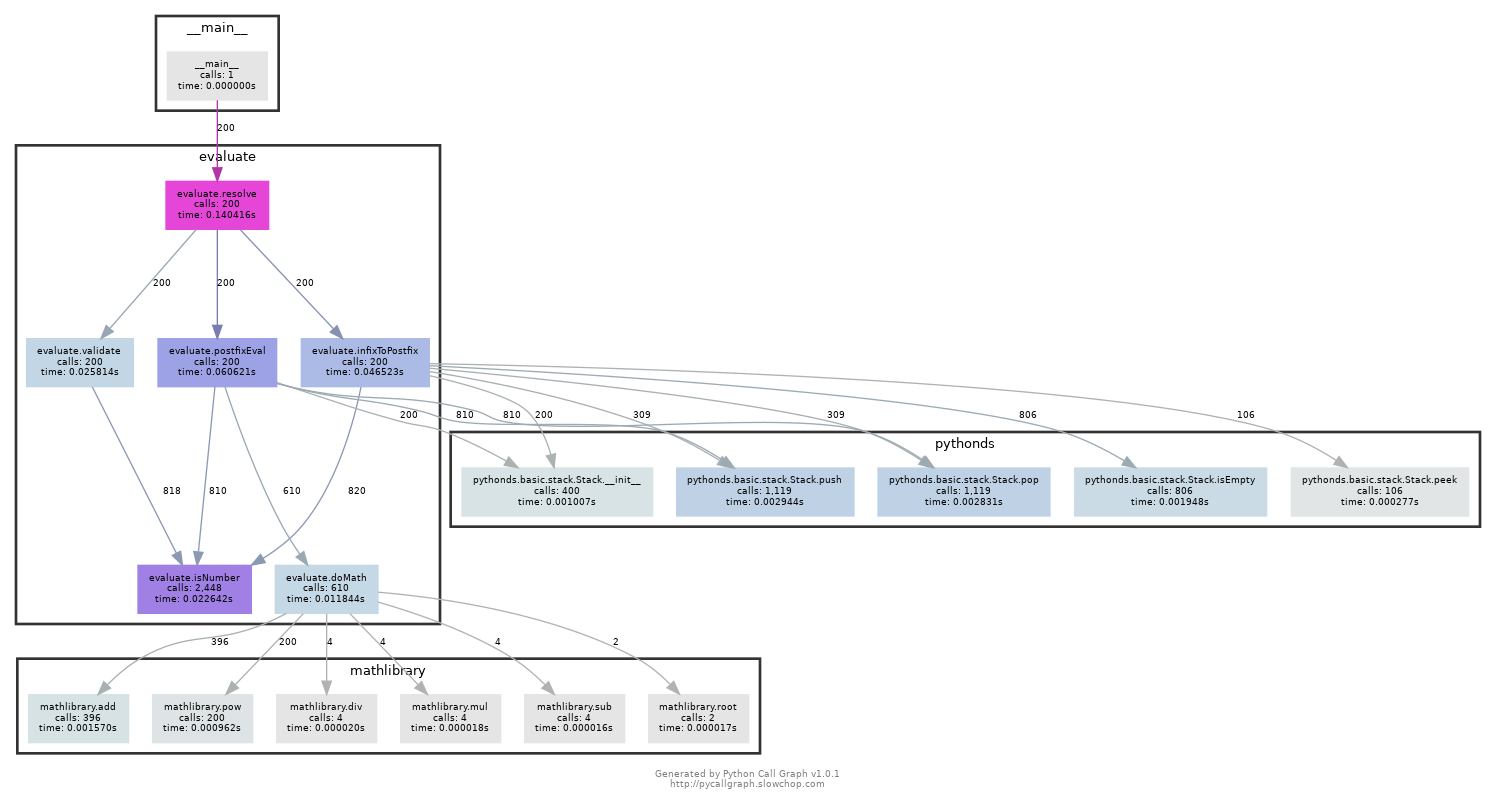 __main__
__main__
calls: 1
time: 0.000000s
200
evaluate
evaluate.resolve
calls: 200
time: 0.140416s
200
200
200
evaluate.validate
calls: 200
time: 0.025814s
evaluate.postfixEval
calls: 200
time: 0.060621s
evaluate.infixToPostfix
calls: 200
time: 0.046523s
200
810
810
200
309
309
806
106
pythonds
pythonds.basic.stack.Stack.__init__
calls: 400
time: 0.001007s
pythonds.basic.stack.Stack.push
calls: 1,119
time: 0.002944s
pythonds.basic.stack.Stack.pop
calls: 1,119
time: 0.002831s
pythonds.basic.stack.Stack.isEmpty
calls: 806
time: 0.001948s
pythonds.basic.stack.Stack.peek
calls: 106
time: 0.000277s
818
810
610
820
evaluate.isNumber
calls: 2,448
time: 0.022642s
evaluate.doMath
calls: 610
time: 0.011844s
396
200
4
4
4
2
mathlibrary
mathlibrary.add
calls: 396
time: 0.001570s
mathlibrary.pow
calls: 200
time: 0.000962s
mathlibrary.div
calls: 4
time: 0.000020s
mathlibrary.mul
calls: 4
time: 0.000018s
mathlibrary.sub
calls: 4
time: 0.000016s
mathlibrary.root
calls: 2
time: 0.000017s
Generated by Python Call Graph v1.0.1
http://pycallgraph.slowchop.com